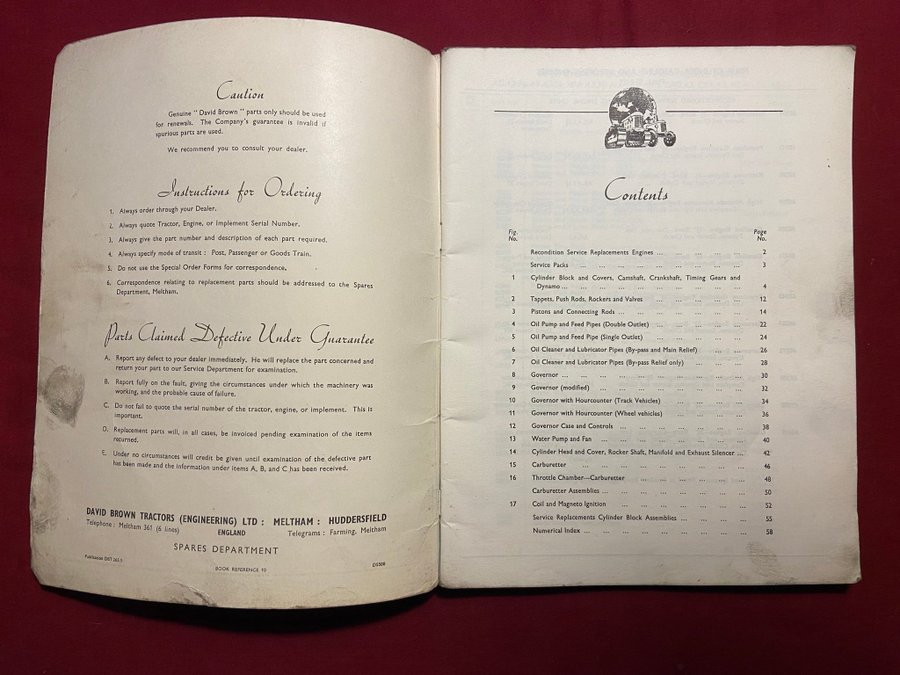 Caution
Genuine "David Brown" parts only should be used
for renewals. The Company's guarantee is invalid if
spurious parts are used.
We recommend you to consult your dealer.
Instructions for Ordering
1. Always order through your Dealer.
2. Always quote Tractor, Engine, or Implement Serial Number.
3. Always give the part number and description of each part required.
4. Always specify mode of transit : Post, Passenger or Goods Train.
5. Do not use the Special Order Forms for correspondence.
6. Correspondence relating to replacement parts should be addressed to the Spares
Department, Meltham.
Parts Claimed Defective Under Guarantee
A. Report any defect to your dealer immediately. He will replace the part concerned and
return your part to our Service Department for examination.
B. Report fully on the fault, giving the circumstances under which the machinery was
working, and the probable cause of failure.
C. Do not fail to quote the serial number of the tractor, engine, or implement. This is
important.
D. Replacement parts will, in all cases, be invoiced pending examination of the items
returned.
E. Under no circumstances will credit be given until examination of the defective part
has been made and the information under items A, B, and C has been received.
DAVID BROWN TRACTORS (ENGINEERING) LTD : MELTHAM : HUDDERSFIELD
Telephone : Meltham 361 (6 lines) ENGLAND Telegrams : Farming, Meltham
SPARES DEPARTMENT
Publication
BOOK REFERENCE 10
Contents
Fig. No. Page No.
Recondition Service Replacements Engines ... ... ... ... 2
Service Packs ... ... ... ... ... ... ... ... 3
1 Cylinder Block and Covers, Camshaft, Crankshaft, Timing Gears and
Dynamo ... ... ... ... ... ... ... ... 4
2 Tappets, Push Rods, Rockers and Valves ... ... ... ... 12
3 Pistons and Connecting Rods ... ... ... ... ... ... 14
4 Oil Pump and Feed Pipes (Double Outlet) ... ... ... ... 22
5 Oil Pump and Feed Pipe (Single Outlet) ... ... ... ... 24
6 Oil Cleaner and Lubricator Pipes (By-pass and Main Relief) ... ... 26
7 Oil Cleaner and Lubricator Pipes (By-pass Relief only) ... ... ... 28
8 Governor ... ... ... ... ... ... ... ... 30
9 Governor (modified) ... ... ... ... ... ... ... 32
10 Governor with Hourcounter (Track Vehicles) ... ... ... ... 34
11 Governor with Hourcounter (Wheel vehicles) ... ... ... ... 36
12 Governor Case and Controls ... ... ... ... ... ... 38
13 Water Pump and Fan ... ... ... ... ... ... ... 40
14 Cylinder Head and Cover, Rocker Shaft, Manifold and Exhaust Silencer ... 42
15 Carburetter ... ... ... ... ... ... ... ... 46
16 Throttle Chamber—Carburetter ... ... ... ... ... 48
Carburetter Assemblies ... ... ... ... ... ... ... 50
17 Coil and Magneto Ignition ... ... ... ... ... ... 52
Service Replacements Cylinder Block Assemblies ... ... ... ... 55
Numerical Index ... ... ... ... ... ... ... ... 58